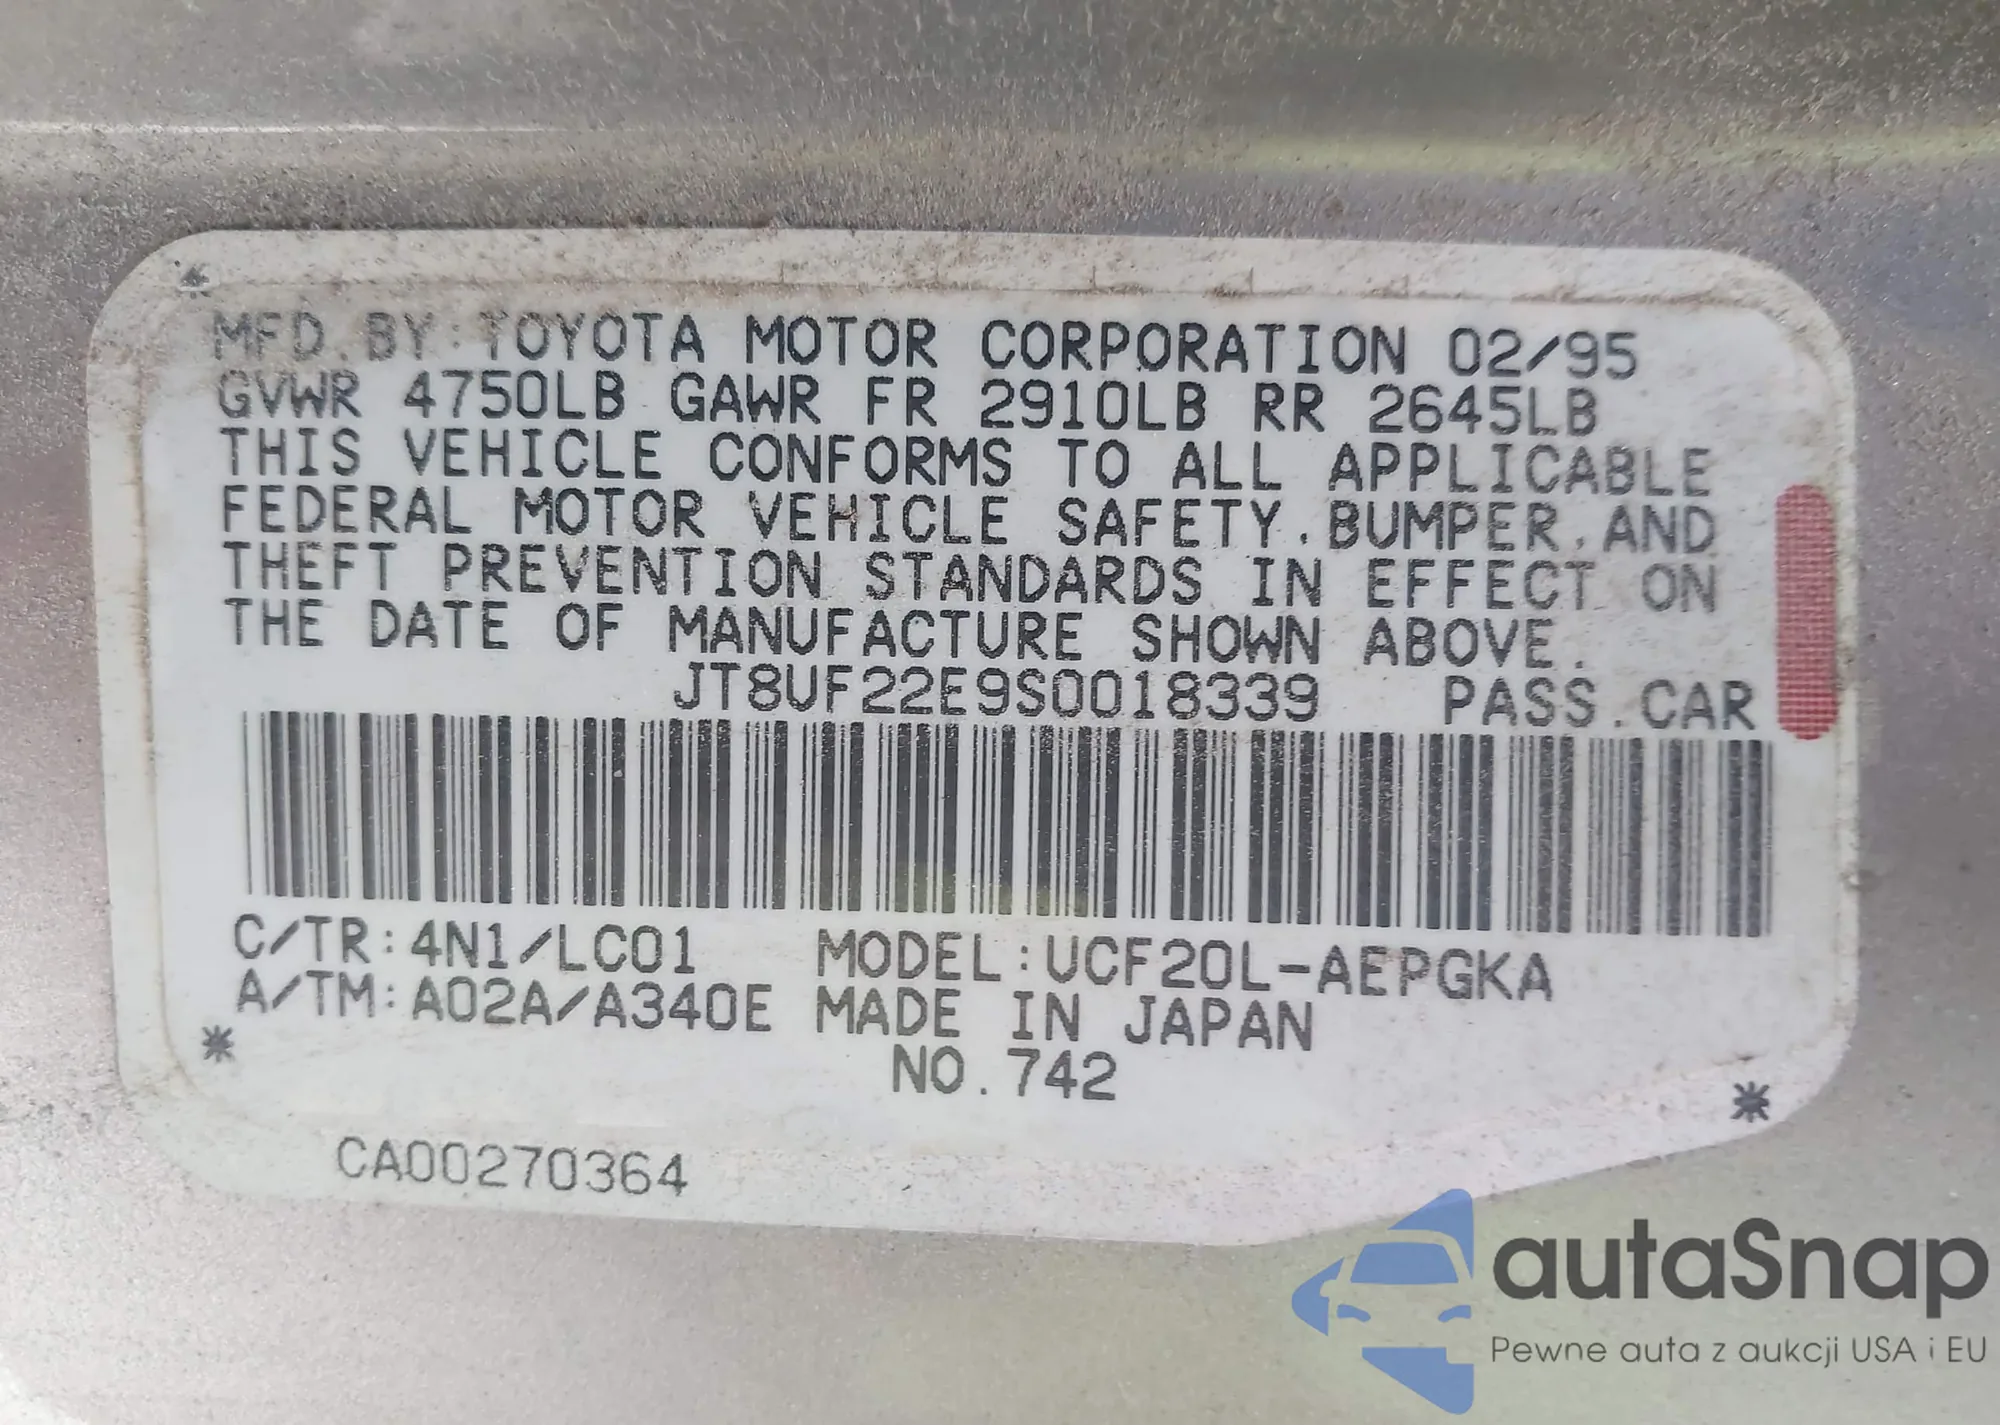 MFD. BY: TOYOTA MOTOR CORPORATION 02/95
GVWR 4750LB GAWR FR 2910LB RR 2645LB
THIS VEHICLE CONFORMS TO ALL APPLICABLE
FEDERAL MOTOR VEHICLE SAFETY, BUMPER, AND
THEFT PREVENTION STANDARDS IN EFFECT ON
THE DATE OF MANUFACTURE SHOWN ABOVE.
JT8UF22E9S0018339 PASS. CAR
C/TR: 4N1/LC01 MODEL: UCF20L-AEPGKA
A/TM: A02A/A340E MADE IN JAPAN
NO. 742
CA00270364
autaSnap
Pewne auta z aukcji USA i EU